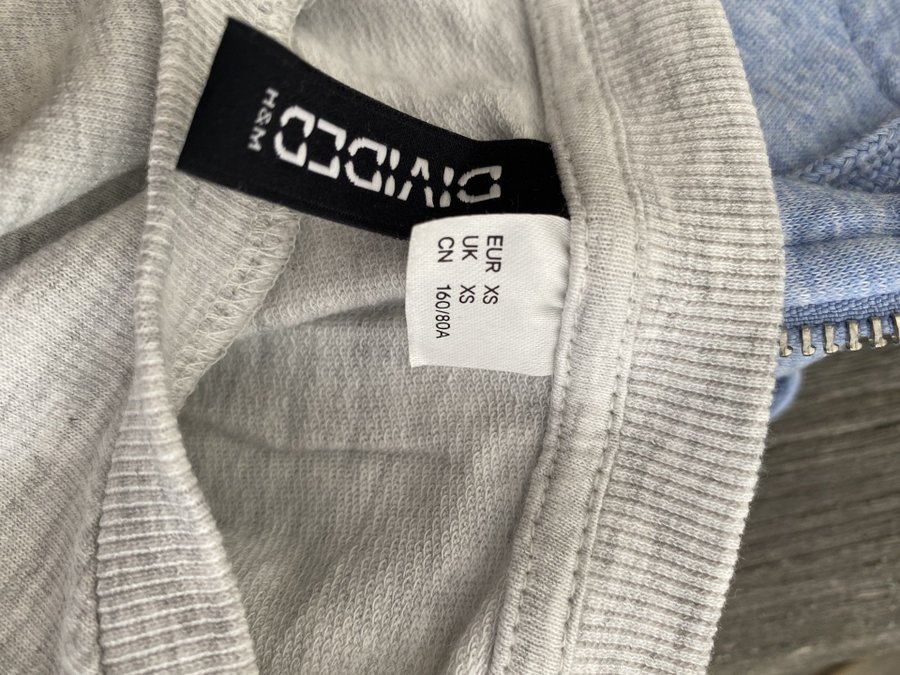 DIVIDED
H&M
EUR XS
UK XS
CN 160/80A